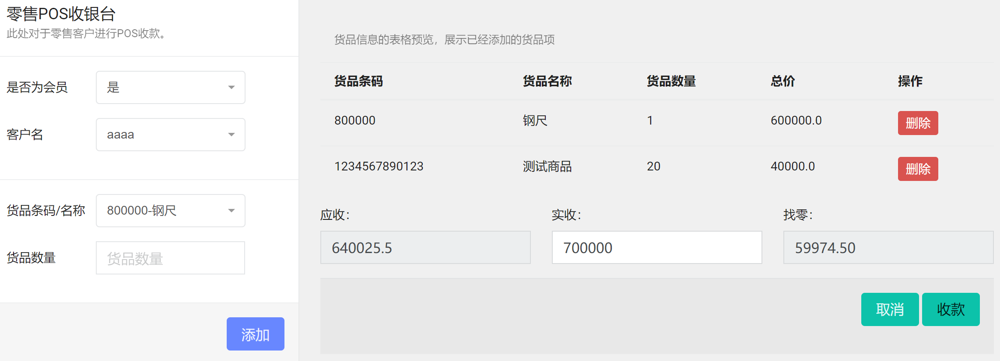 零售POS收银台
此处对于零售客户进行POS收款。
是否为会员 是
客户名 aaaa
货品条码/名称 800000-钢尺
货品数量 货品数量
添加
货品信息的表格预览，展示已经添加的货品项
货品条码 货品名称 货品数量 总价 操作
800000 钢尺 1 600000.0 删除
1234567890123 测试商品 20 40000.0 删除
应收： 实收： 找零：
640025.5 700000 59974.50
取消 收款